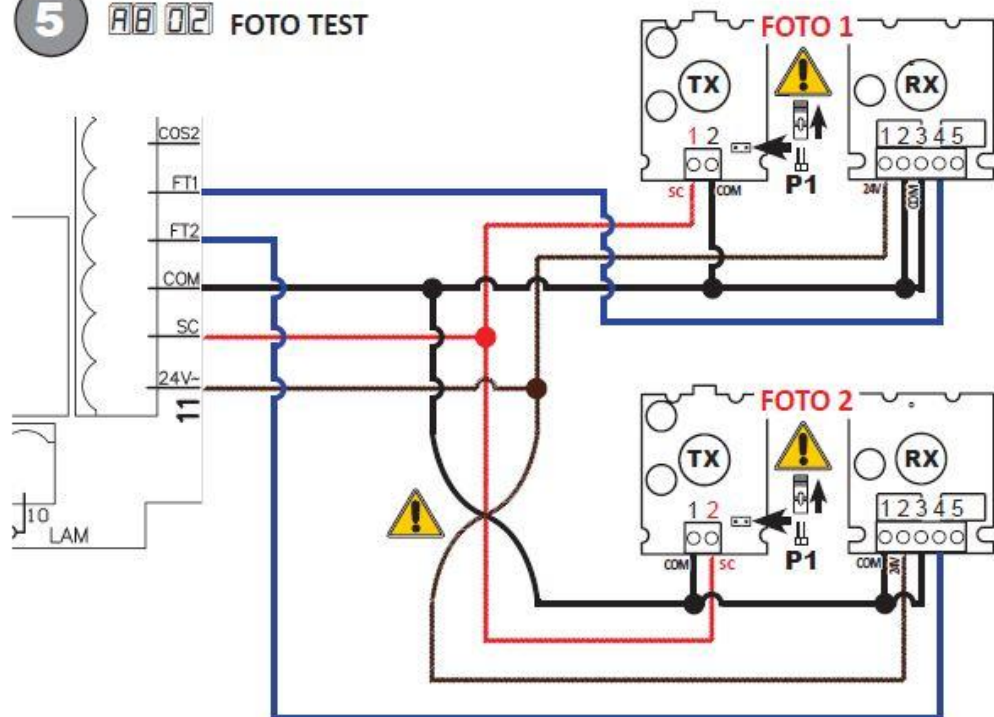 5 A8 02 FOTO TEST
FOTO 1
TX
RX
1 2
1 2 3 4 5
SC
COM
P1
24V
COM
COS2
FT1
FT2
COM
SC
24V~
11
10
LAM
FOTO 2
TX
RX
1 2
1 2 3 4 5
COM
SC
P1
COM
24V